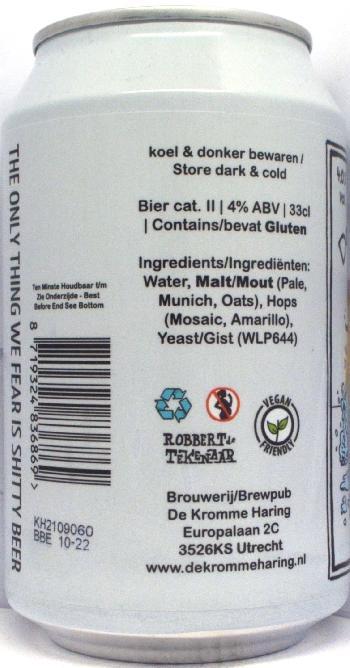 THE ONLY THING WE FEAR IS SHITTY BEER
koel & donker bewaren /
Store dark & cold
Bier cat. II | 4% ABV | 33cl
| Contains/bevat Gluten
Ingredients/Ingrediënten:
Water, Malt/Mout (Pale,
Munich, Oats), Hops
(Mosaic, Amarillo),
Yeast/Gist (WLP644)
Ten Minste Houdbaar t/m
Zie Onderzijde - Best
Before End See Bottom
8 719324 836869 >
KH2109060
BBE 10-22
ROBBERT de
TEKENAAR
VEGAN
FRIENDLY
Brouwerij/Brewpub
De Kromme Haring
Europalaan 2C
3526KS Utrecht
www.dekrommeharing.nl